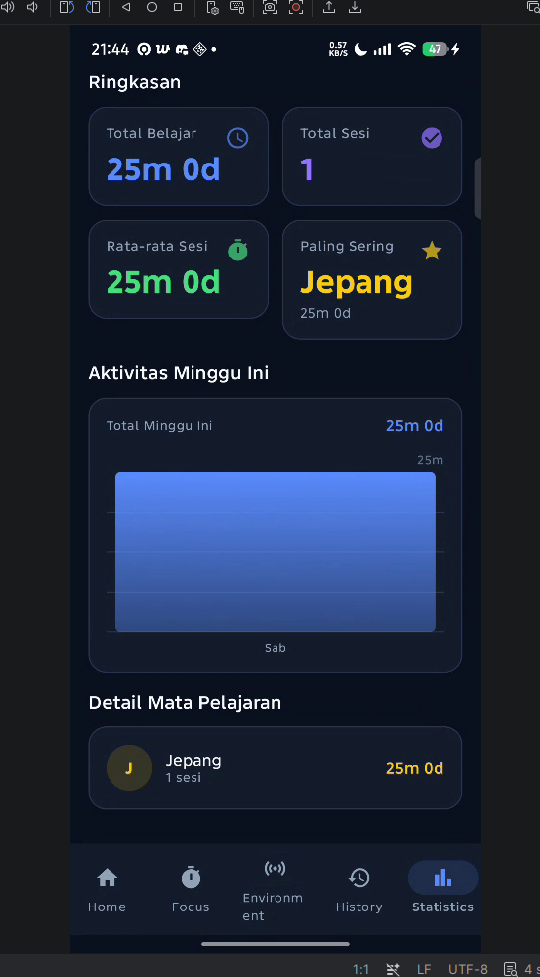 21:44
0.57
KB/S
47
Ringkasan
Total Belajar
25m 0d
Total Sesi
1
Rata-rata Sesi
25m 0d
Paling Sering
Jepang
25m 0d
Aktivitas Minggu Ini
Total Minggu Ini
25m 0d
25m
Sab
Detail Mata Pelajaran
J
Jepang
1 sesi
25m 0d
Home
Focus
Environm
ent
History
Statistics
1:1
LF
UTF-8
4 s